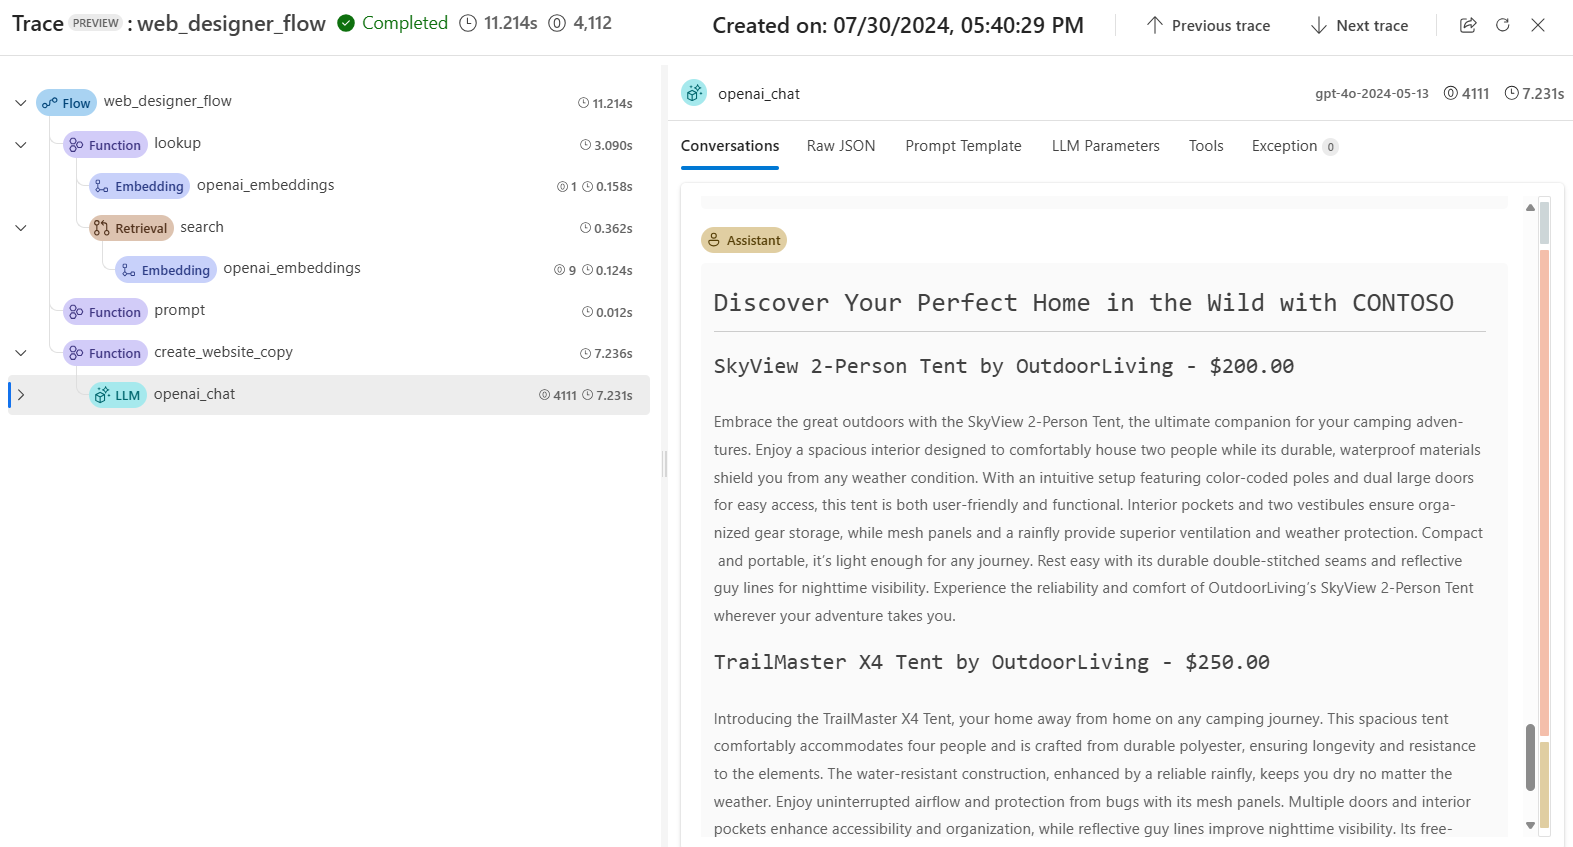 Trace PREVIEW : web_designer_flow Completed 11.214s 4,112 Created on: 07/30/2024, 05:40:29 PM Previous trace Next trace
Flow web_designer_flow 11.214s
Function lookup 3.090s
Embedding openai_embeddings 1 0.158s
Retrieval search 0.362s
Embedding openai_embeddings 9 0.124s
Function prompt 0.012s
Function create_website_copy 7.236s
LLM openai_chat 4111 7.231s
openai_chat gpt-4o-2024-05-13 4111 7.231s
Conversations Raw JSON Prompt Template LLM Parameters Tools Exception 0
Assistant
Discover Your Perfect Home in the Wild with CONTOSO
SkyView 2-Person Tent by OutdoorLiving - $200.00
Embrace the great outdoors with the SkyView 2-Person Tent, the ultimate companion for your camping adven-
tures. Enjoy a spacious interior designed to comfortably house two people while its durable, waterproof materials
shield you from any weather condition. With an intuitive setup featuring color-coded poles and dual large doors
for easy access, this tent is both user-friendly and functional. Interior pockets and two vestibules ensure orga-
nized gear storage, while mesh panels and a rainfly provide superior ventilation and weather protection. Compact
and portable, it's light enough for any journey. Rest easy with its durable double-stitched seams and reflective
guy lines for nighttime visibility. Experience the reliability and comfort of OutdoorLiving's SkyView 2-Person Tent
wherever your adventure takes you.
TrailMaster X4 Tent by OutdoorLiving - $250.00
Introducing the TrailMaster X4 Tent, your home away from home on any camping journey. This spacious tent
comfortably accommodates four people and is crafted from durable polyester, ensuring longevity and resistance
to the elements. The water-resistant construction, enhanced by a reliable rainfly, keeps you dry no matter the
weather. Enjoy uninterrupted airflow and protection from bugs with its mesh panels. Multiple doors and interior
pockets enhance accessibility and organization, while reflective guy lines improve nighttime visibility. Its free-